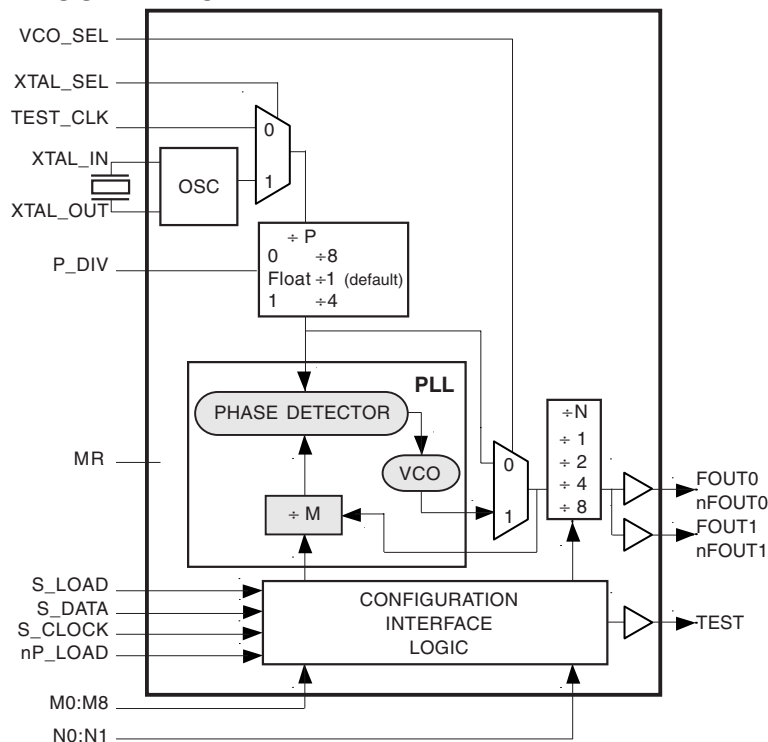 VCO_SEL
XTAL_SEL
TEST_CLK
0
XTAL_IN
OSC
1
XTAL_OUT
÷ P
0 ÷8
P_DIV
Float ÷1 (default)
1 ÷4
PLL
PHASE DETECTOR
÷N
÷ 1
÷ 2
÷ 4
÷ 8
MR
VCO
0
1
FOUT0
nFOUT0
FOUT1
nFOUT1
÷ M
S_LOAD
S_DATA
S_CLOCK
nP_LOAD
CONFIGURATION
INTERFACE
LOGIC
TEST
M0:M8
N0:N1